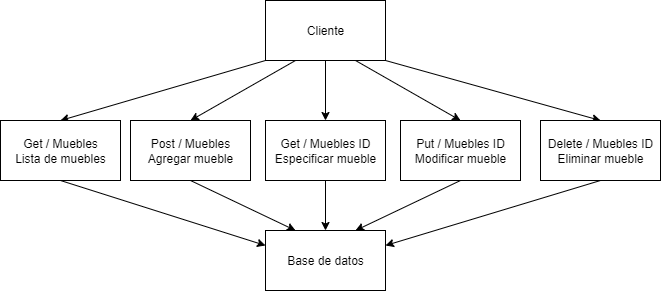 Cliente
Get / Muebles
Lista de muebles
Post / Muebles
Agregar mueble
Get / Muebles ID
Especificar mueble
Put / Muebles ID
Modificar mueble
Delete / Muebles ID
Eliminar mueble
Base de datos